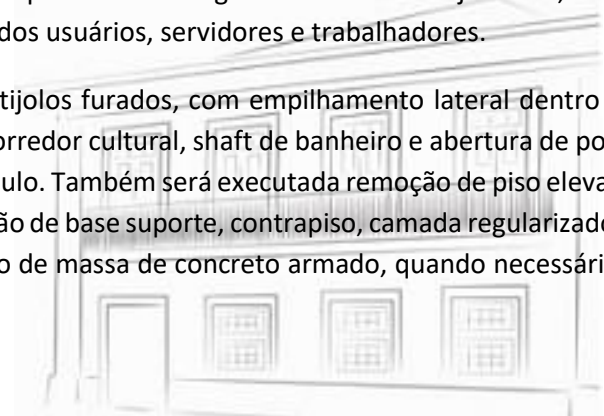 dos usuários, servidores e trabalhadores.
tijolos furados, com empilhamento lateral dentro
orredor cultural, shaft de banheiro e abertura de po
ulo. Também será executada remoção de piso eleva
ão de base suporte, contrapiso, camada regularizado
o de massa de concreto armado, quando necessári